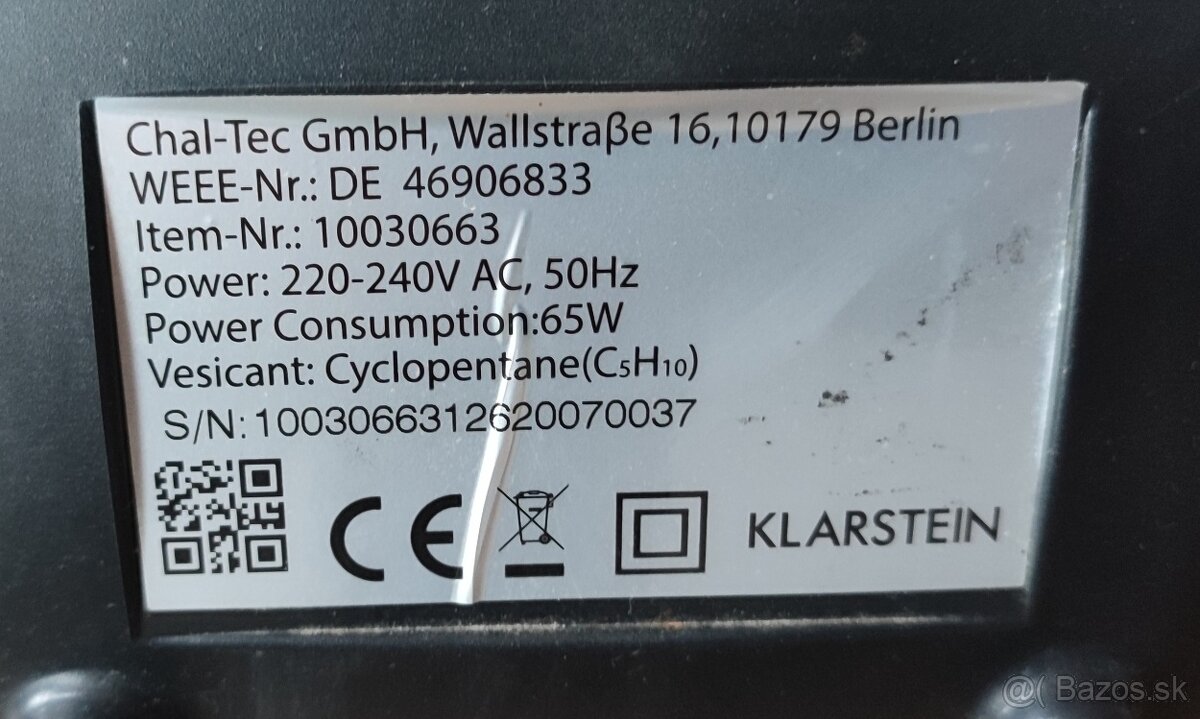 Chal-Tec GmbH, Wallstraße 16,10179 Berlin
WEEE-Nr.: DE 46906833
Item-Nr.: 10030663
Power: 220-240V AC, 50Hz
Power Consumption:65W
Vesicant: Cyclopentane(C₅H₁₀)
S/N: 1003066312620070037
CE
KLARSTEIN
@( Bazos.sk